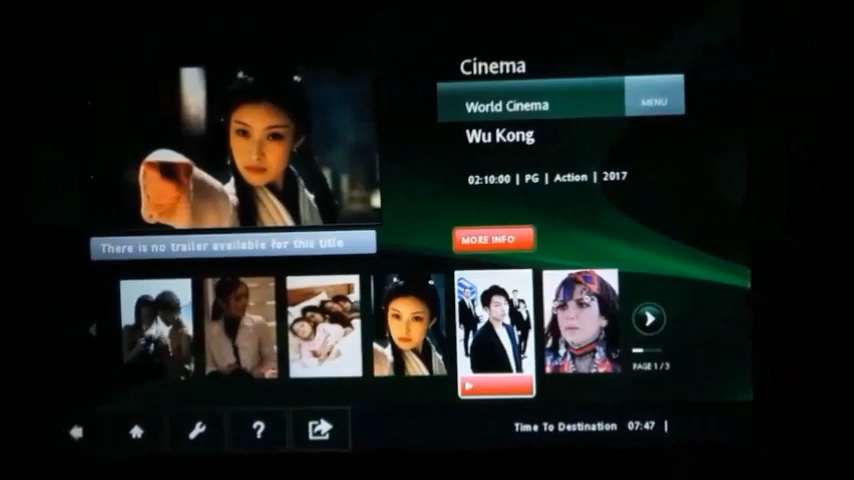 Cinema
World Cinema
MENU
Wu Kong
02:10:00 | PG | Action | 2017
There is no trailer available for this title
MORE INFO
PAGE 1/3
?
Time To Destination 07:47 |